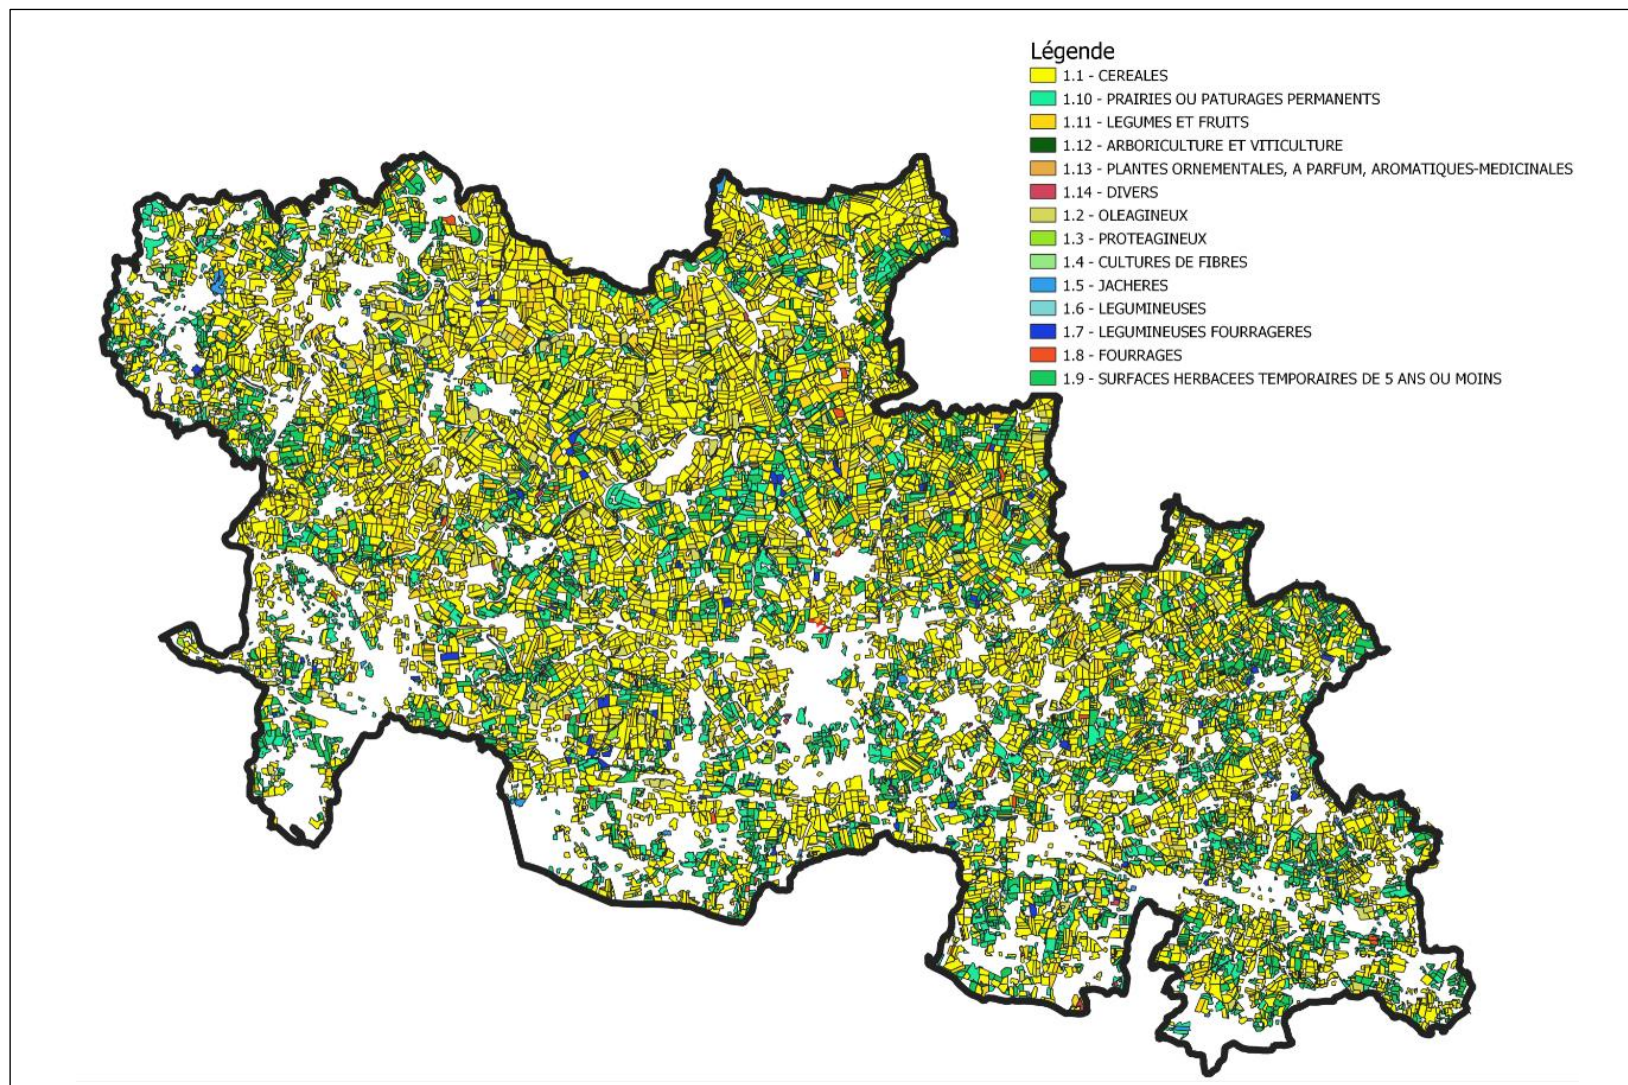 Légende
1.1 - CEREALES
1.10 - PRAIRIES OU PATURAGES PERMANENTS
1.11 - LEGUMES ET FRUITS
1.12 - ARBORICULTURE ET VITICULTURE
1.13 - PLANTES ORNEMENTALES, A PARFUM, AROMATIQUES-MEDICINALES
1.14 - DIVERS
1.2 - OLEAGINEUX
1.3 - PROTEAGINEUX
1.4 - CULTURES DE FIBRES
1.5 - JACHERES
1.6 - LEGUMINEUSES
1.7 - LEGUMINEUSES FOURRAGERES
1.8 - FOURRAGES
1.9 - SURFACES HERBACEES TEMPORAIRES DE 5 ANS OU MOINS